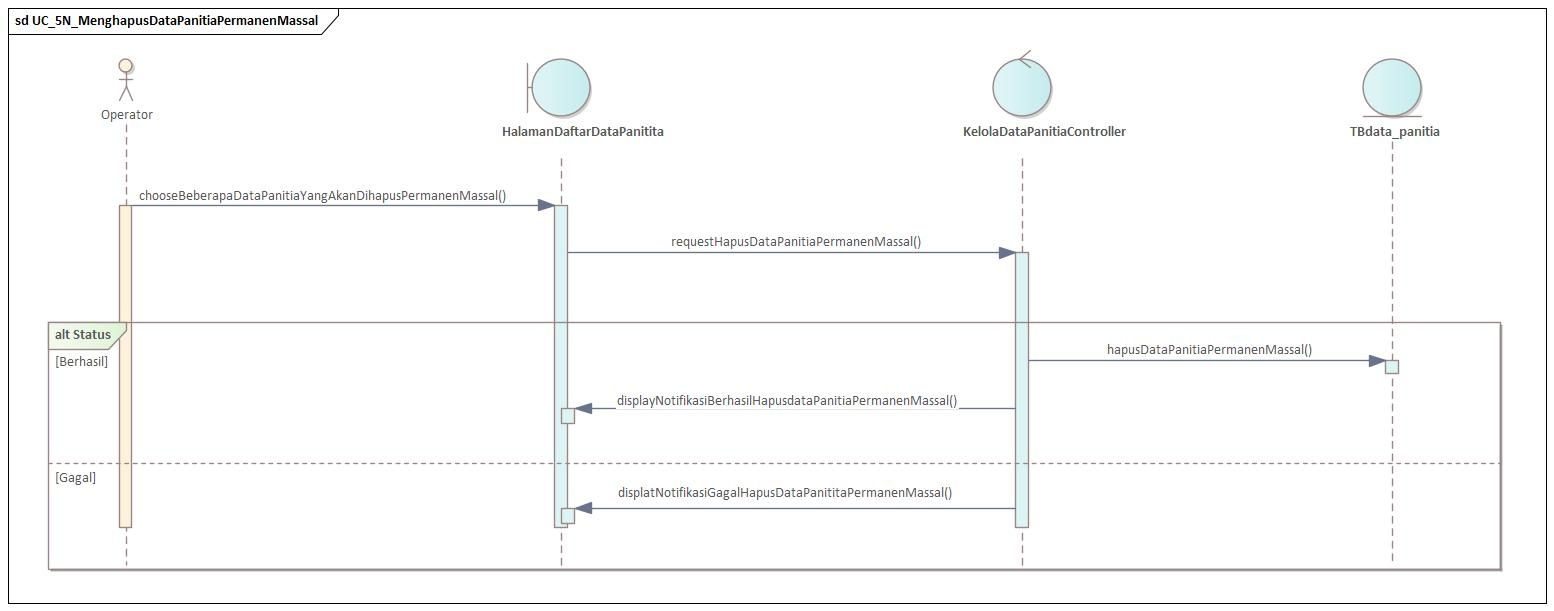 sd UC_5N_MenghapusDataPanitiaPermanenMassal
Operator
HalamanDaftarDataPanitita
KelolaDataPanitiaController
TBdata_panitia
chooseBeberapaDataPanitiaYangAkanDihapusPermanenMassal()
requestHapusDataPanitiaPermanenMassal()
alt Status
[Berhasil]
hapusDataPanitiaPermanenMassal()
displayNotifikasiBerhasilHapusdataPanitiaPermanenMassal()
[Gagal]
displatNotifikasiGagalHapusDataPanititaPermanenMassal()